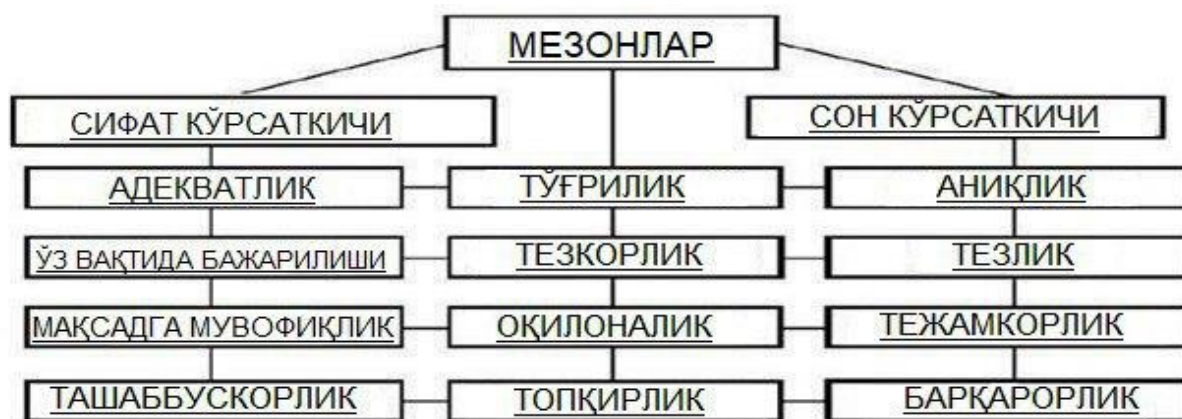 МЕЗОНЛАР
СИФАТ КЎРСАТКИЧИ
СОН КЎРСАТКИЧИ
АДЕКВАТЛИК
ТЎҒРИЛИК
АНИҚЛИК
ЎЗ ВАҚТИДА БАЖАРИЛИШИ
ТЕЗКОРЛИК
ТЕЗЛИК
МАҚСАДГА МУВОФИҚЛИК
ОҚИЛОНАЛИК
ТЕЖАМКОРЛИК
ТАШАББУСКОРЛИК
ТОПҚИРЛИК
БАРҚАРОРЛИК